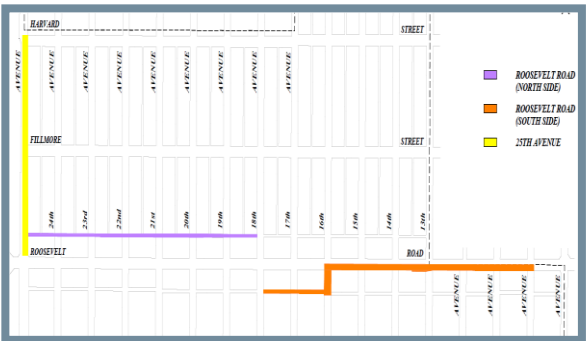 HARVARD
STREET
AVENUE
AVENUE
AVENUE
AVENUE
AVENUE
AVENUE
AVENUE
AVENUE
AVENUE
ROOSEVELT ROAD
(NORTH SIDE)
ROOSEVELT ROAD
(SOUTH SIDE)
25TH AVENUE
FILLMORE
STREET
24th
23rd
22nd
21st
20th
19th
18th
17th
16th
15th
14th
13th
ROOSEVELT
ROAD
AVENUE
AVENUE
AVENUE
AVENUE